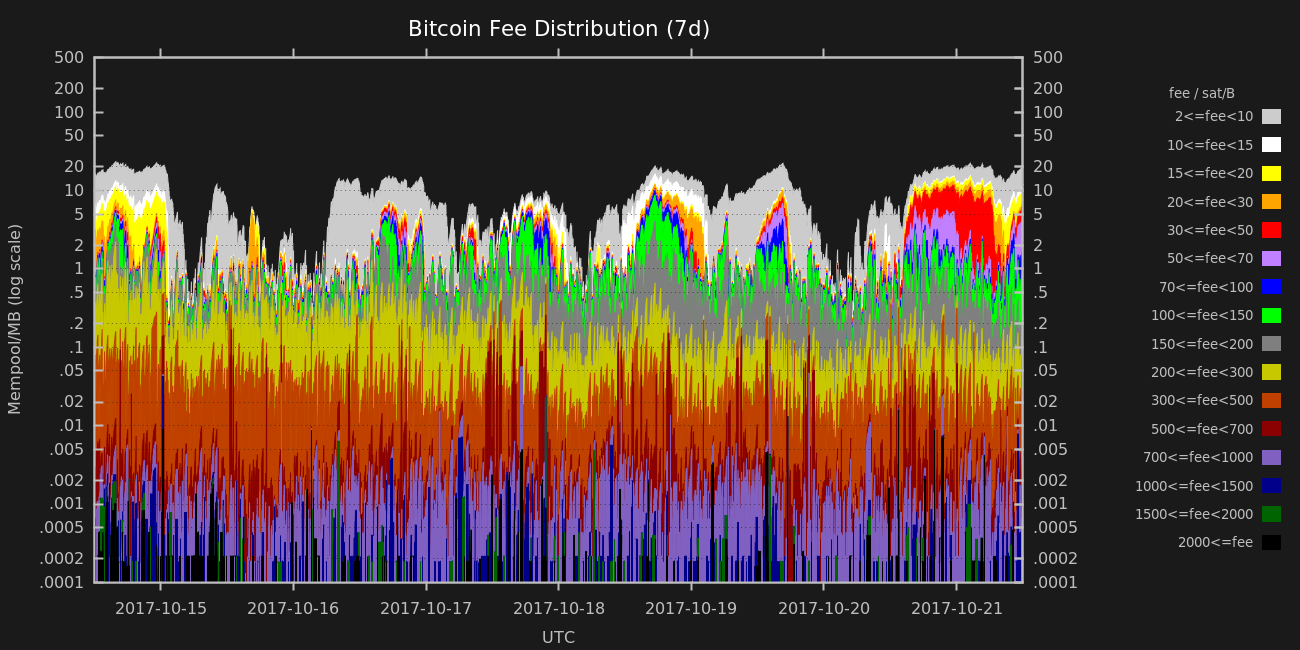 Bitcoin Fee Distribution (7d)
500 500
200 200
100 100
50 50
20 20
10 10
5 5
2 2
1 1
.5 .5
.2 .2
.1 .1
.05 .05
.02 .02
.01 .01
.005 .005
.002 .002
.001 .001
.0005 .0005
.0002 .0002
.0001 .0001
Mempool/MB (log scale)
2017-10-15 2017-10-16 2017-10-17 2017-10-18 2017-10-19 2017-10-20 2017-10-21
UTC
fee / sat/B
2<=fee<10
10<=fee<15
15<=fee<20
20<=fee<30
30<=fee<50
50<=fee<70
70<=fee<100
100<=fee<150
150<=fee<200
200<=fee<300
300<=fee<500
500<=fee<700
700<=fee<1000
1000<=fee<1500
1500<=fee<2000
2000<=fee